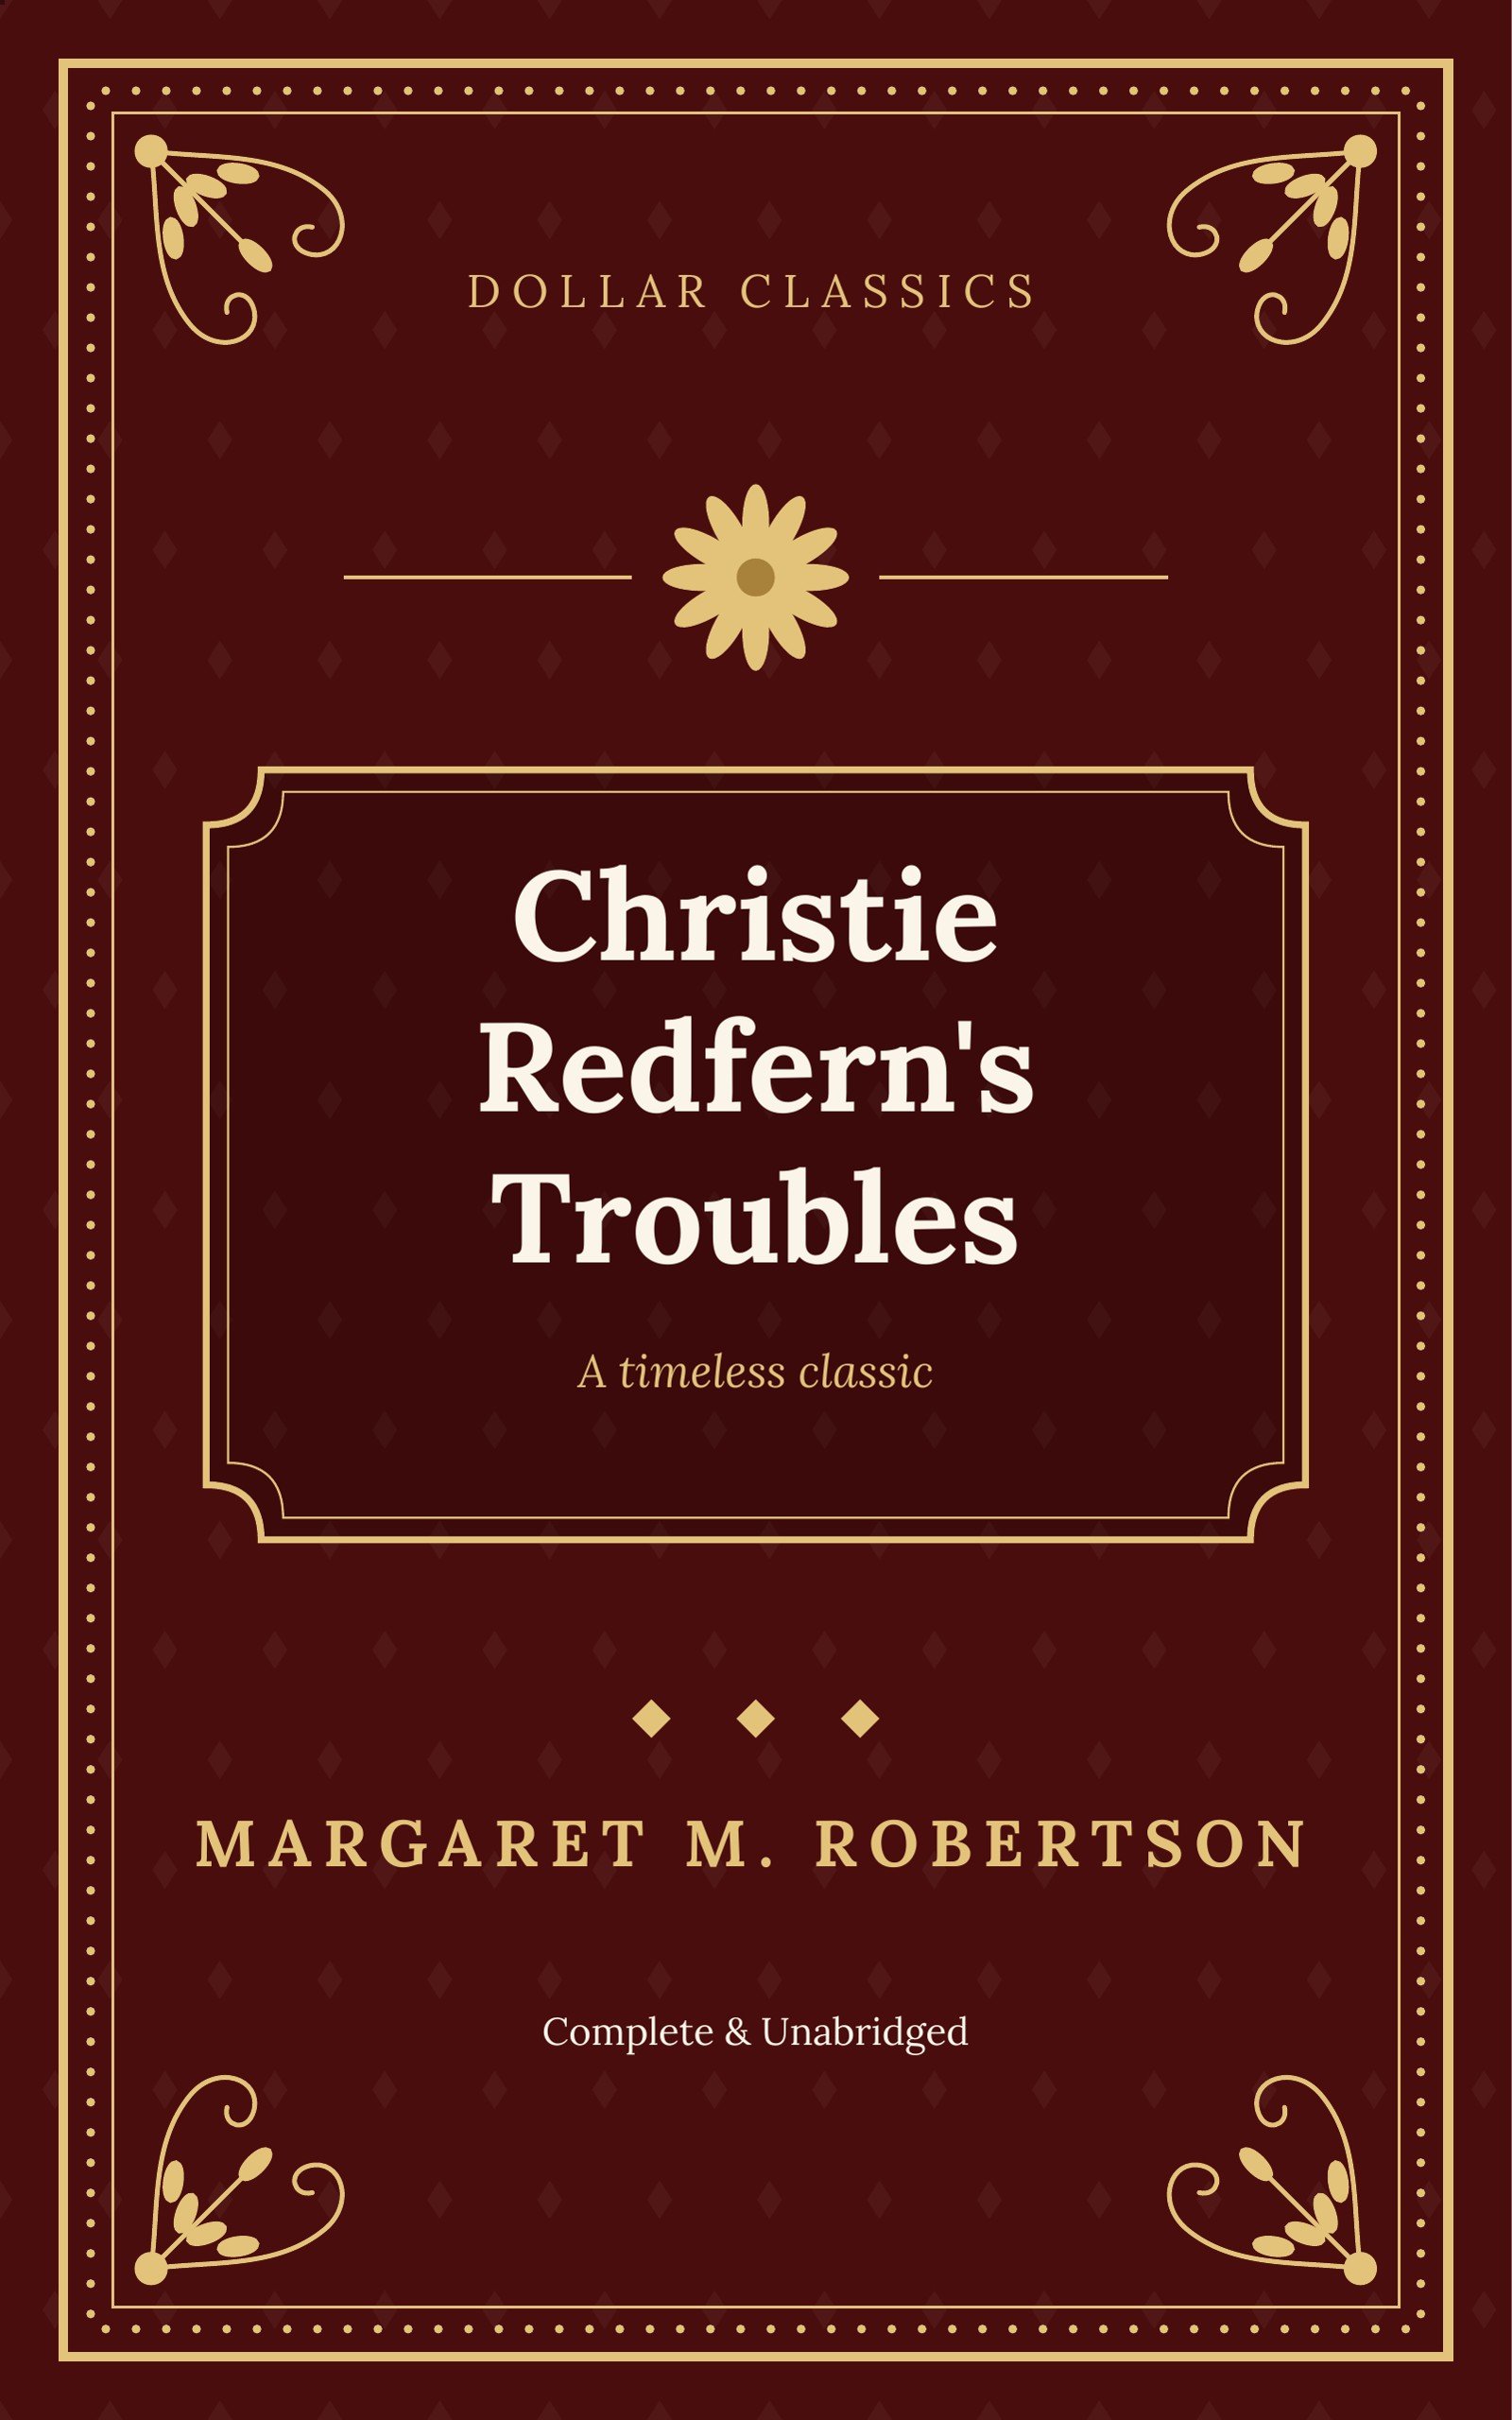 DOLLAR CLASSICS
Christie
Redfern's
Troubles
A timeless classic
MARGARET M. ROBERTSON
Complete & Unabridged